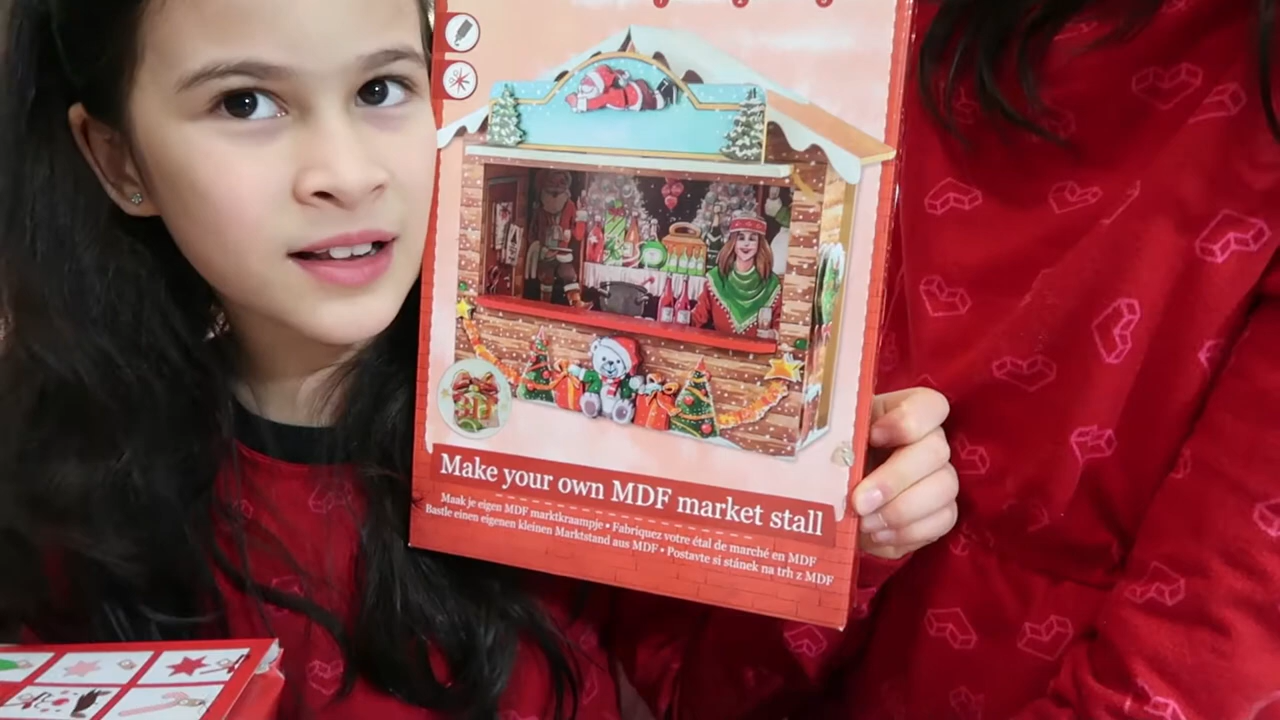 Make your own MDF market stall
Maak je eigen MDF marktkraampje • Fabriquez votre étal de marché en MDF
Bastle einen eigenen kleinen Marktstand aus MDF • Postavte si stánek na trh z MDF